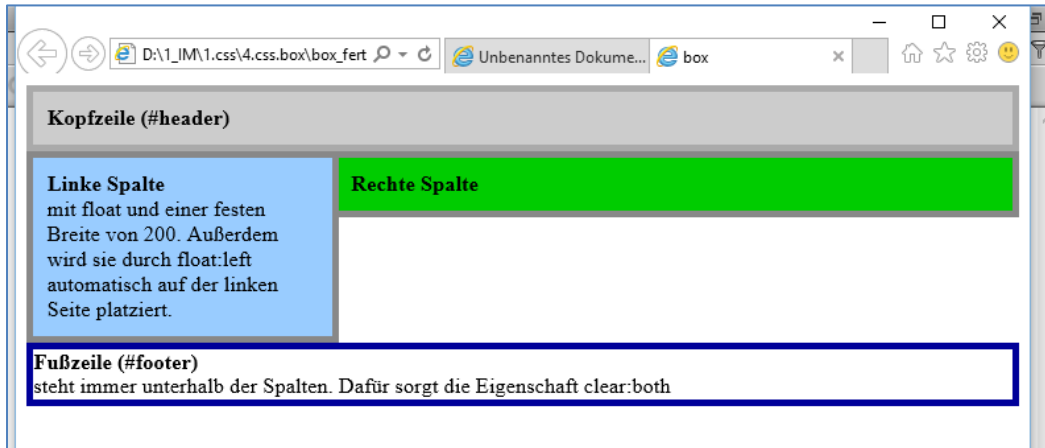 D:\1_IM\1.css\4.css.box\box_fert
Unbenanntes Dokume...
box
Kopfzeile (#header)
Linke Spalte
mit float und einer festen
Breite von 200. Außerdem
wird sie durch float:left
automatisch auf der linken
Seite platziert.
Rechte Spalte
Fußzeile (#footer)
steht immer unterhalb der Spalten. Dafür sorgt die Eigenschaft clear:both